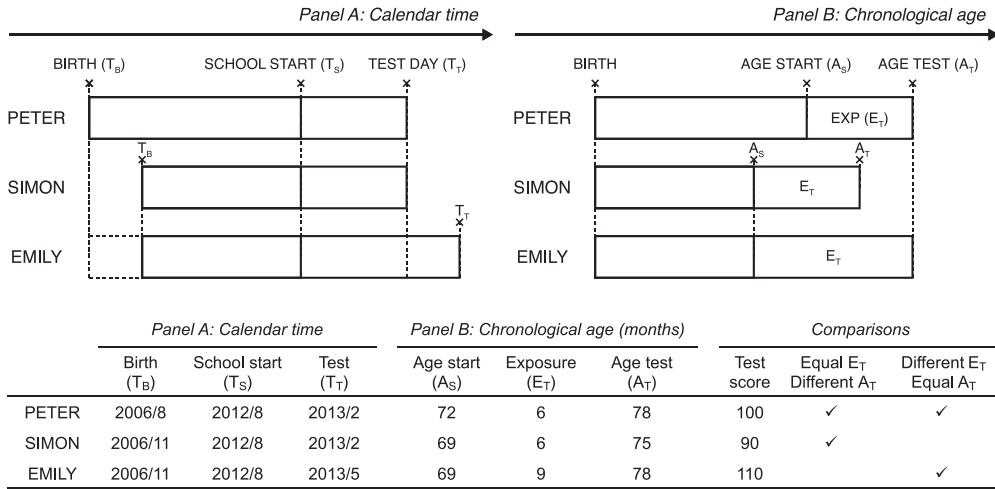 Panel A: Calendar time
Panel B: Chronological age
BIRTH (T_B) SCHOOL START (T_S) TEST DAY (T_T)
BIRTH AGE START (A_S) AGE TEST (A_T)
PETER
PETER EXP (E_T)
T_B
A_S A_T
SIMON
SIMON E_T
T_T
EMILY
EMILY E_T
Panel A: Calendar time Panel B: Chronological age (months) Comparisons
Birth School start Test Age start Exposure Age test Test Equal E_T Different E_T
(T_B) (T_S) (T_T) (A_S) (E_T) (A_T) score Different A_T Equal A_T
PETER 2006/8 2012/8 2013/2 72 6 78 100 ✓ ✓
SIMON 2006/11 2012/8 2013/2 69 6 75 90 ✓
EMILY 2006/11 2012/8 2013/5 69 9 78 110 ✓